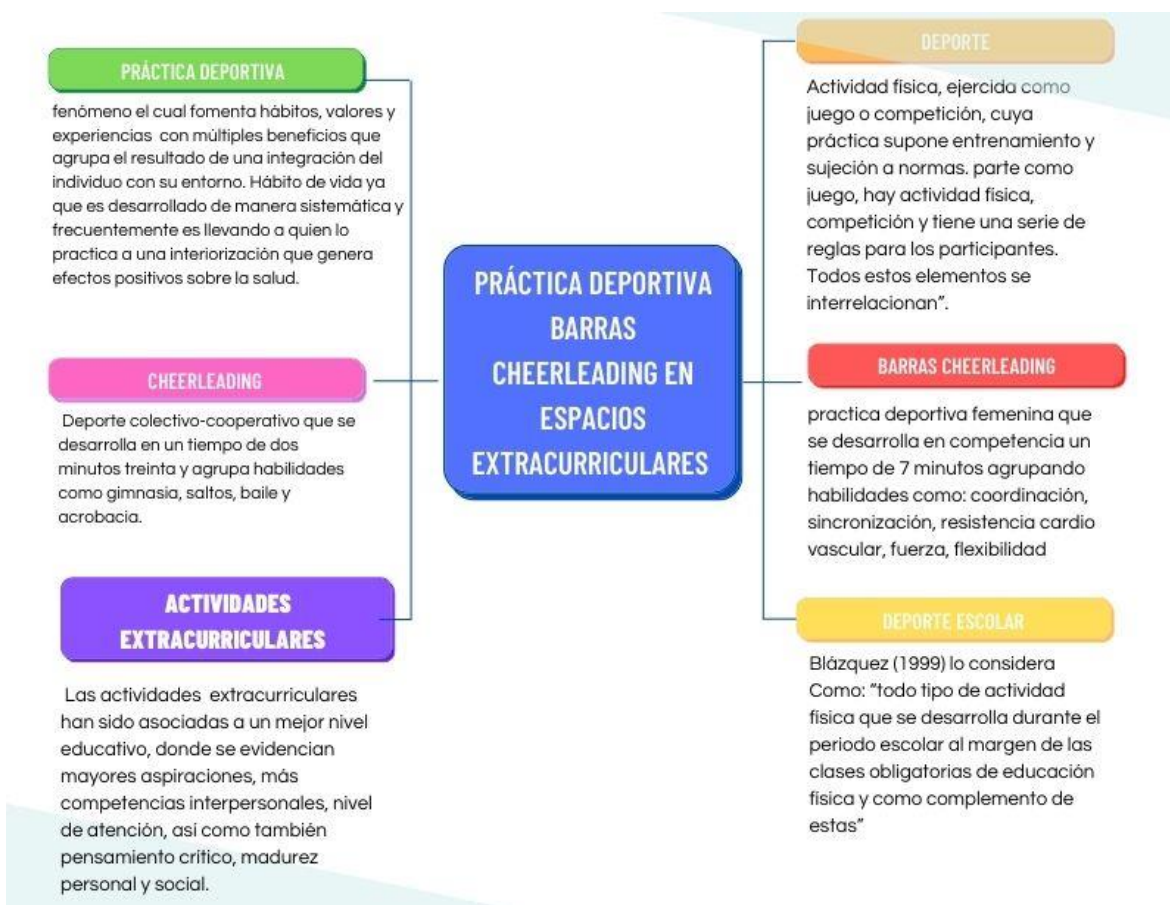 PRÁCTICA DEPORTIVA
fenómeno el cual fomenta hábitos, valores y
experiencias con múltiples beneficios que
agrupa el resultado de una integración del
individuo con su entorno. Hábito de vida ya
que es desarrollado de manera sistemática y
frecuentemente es llevando a quien lo
practica a una interiorización que genera
efectos positivos sobre la salud.
CHEERLEADING
Deporte colectivo-cooperativo que se
desarrolla en un tiempo de dos
minutos treinta y agrupa habilidades
como gimnasia, saltos, baile y
acrobacia.
ACTIVIDADES
EXTRACURRICULARES
Las actividades extracurriculares
han sido asociadas a un mejor nivel
educativo, donde se evidencian
mayores aspiraciones, más
competencias interpersonales, nivel
de atención, así como también
pensamiento crítico, madurez
personal y social.
PRÁCTICA DEPORTIVA
BARRAS
CHEERLEADING EN
ESPACIOS
EXTRACURRICULARES
DEPORTE
Actividad física, ejercida como
juego o competición, cuya
práctica supone entrenamiento y
sujeción a normas. parte como
juego, hay actividad física,
competición y tiene una serie de
reglas para los participantes.
Todos estos elementos se
interrelacionan”.
BARRAS CHEERLEADING
practica deportiva femenina que
se desarrolla en competencia un
tiempo de 7 minutos agrupando
habilidades como: coordinación,
sincronización, resistencia cardio
vascular, fuerza, flexibilidad
DEPORTE ESCOLAR
Blázquez (1999) lo considera
Como: “todo tipo de actividad
física que se desarrolla durante el
periodo escolar al margen de las
clases obligatorias de educación
física y como complemento de
estas”